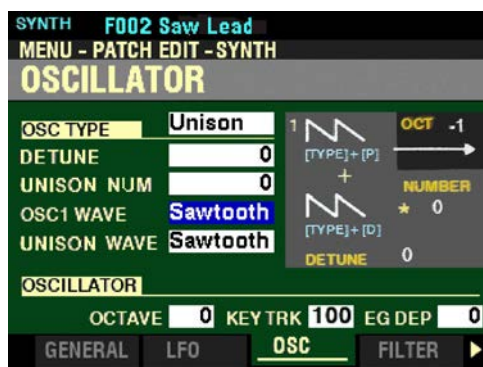 SYNTH F002 Saw Lead
MENU - PATCH EDIT - SYNTH
OSCILLATOR
OSC TYPE Unison
DETUNE 0
UNISON NUM 0
OSC1 WAVE Sawtooth
UNISON WAVE Sawtooth
1
[TYPE]+[P]
+
[TYPE]+[D]
DETUNE 0
OCT -1
NUMBER
* 0
OSCILLATOR
OCTAVE 0 KEY TRK 100 EG DEP 0
GENERAL LFO OSC FILTER